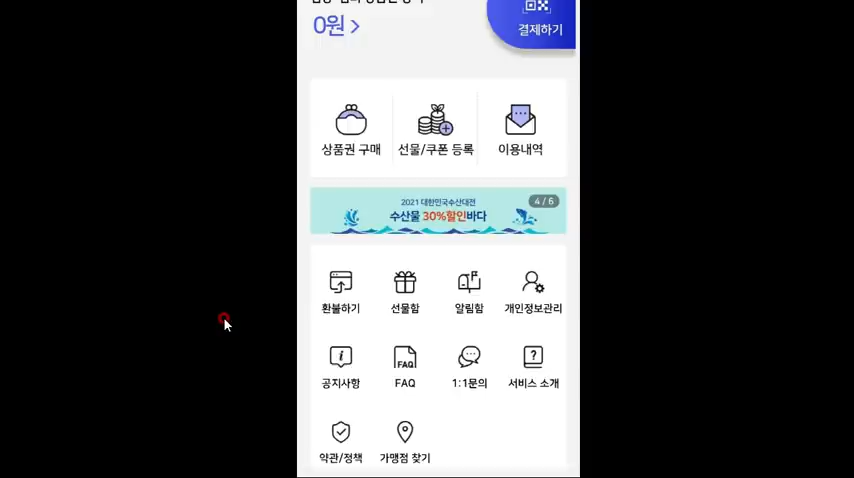 0원 >
결제하기
상품권 구매
선물/쿠폰 등록
이용내역
2021 대한민국수산대전
4 / 6
수산물 30%할인바다
환불하기
선물함
알림함
개인정보관리
i
FAQ
?
공지사항
FAQ
1:1문의
서비스 소개
약관/정책
가맹점 찾기